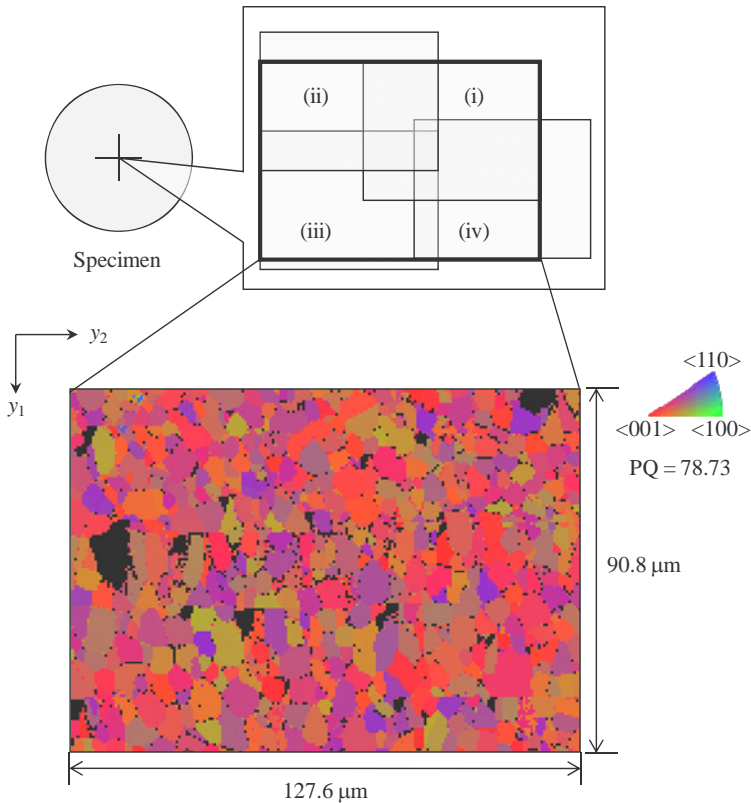 (ii)
(i)
(iii)
(iv)
Specimen
y2
y1
<110>
<001>
<100>
PQ = 78.73
90.8 μm
127.6 μm